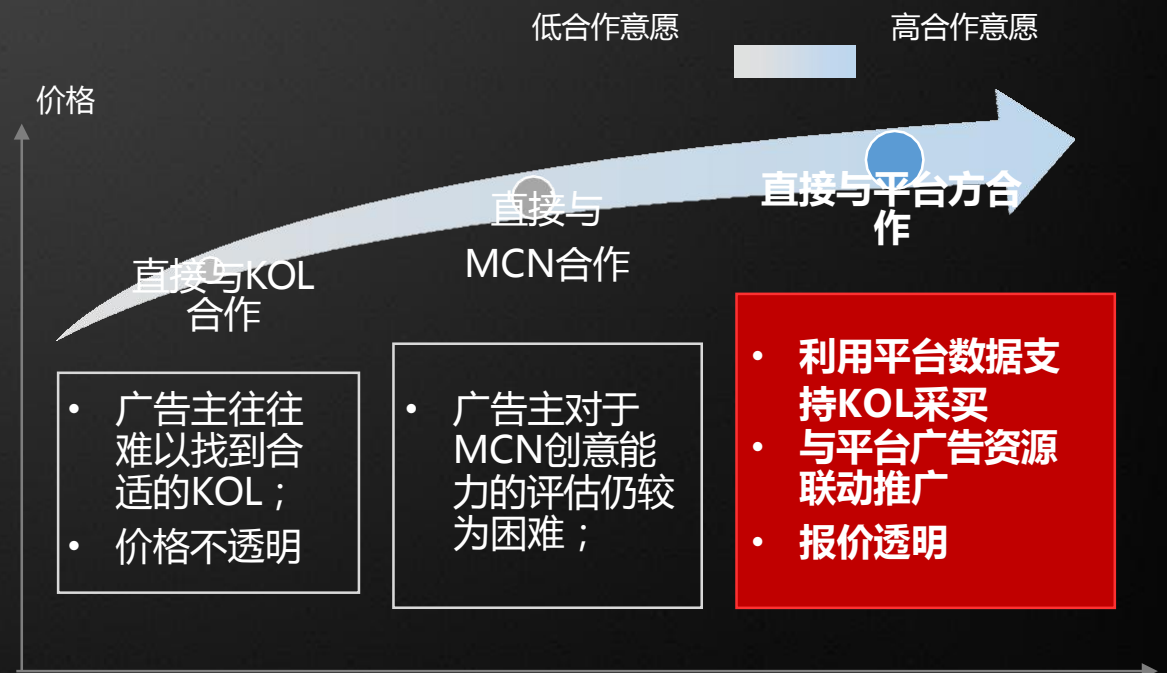 低合作意愿
高合作意愿
价格
直接与KOL
合作
直接与
MCN合作
直接与平台方合
作
• 广告主往往
难以找到合
适的KOL；
• 价格不透明
• 广告主对于
MCN创意能
力的评估仍较
为困难；
• 利用平台数据支
持KOL采买
• 与平台广告资源
联动推广
• 报价透明